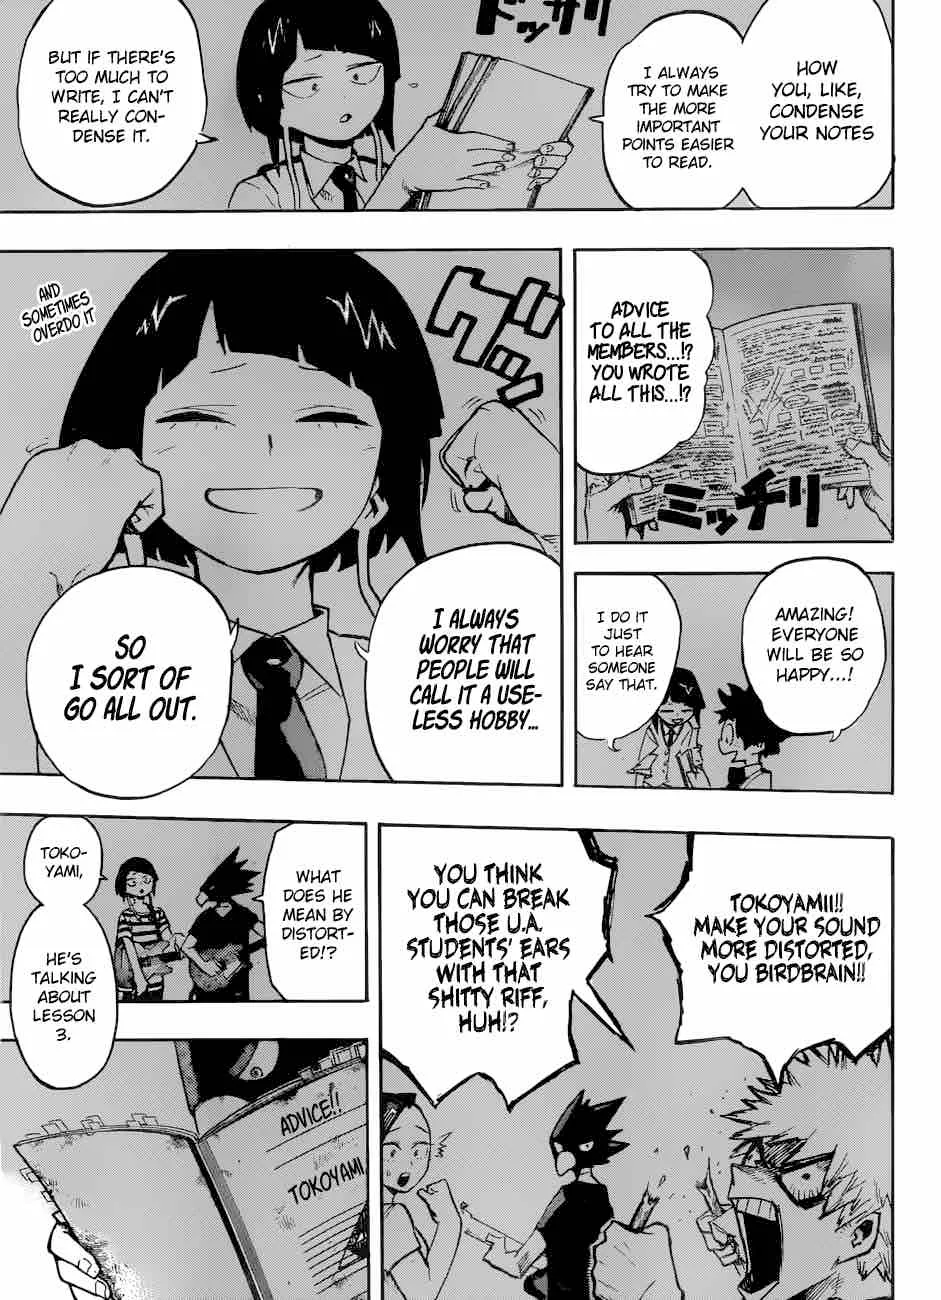 HOW
YOU, LIKE,
CONDENSE
YOUR NOTES
I ALWAYS
TRY TO MAKE
THE MORE
IMPORTANT
POINTS EASIER
TO READ.
ドッサリ
BUT IF THERE'S
TOO MUCH TO
WRITE, I CAN'T
REALLY CON-
DENSE IT.
ADVICE
TO ALL THE
MEMBERS...!?
YOU WROTE
ALL THIS...!?
ミッチリ
AMAZING!
EVERYONE
WILL BE SO
HAPPY...!
I DO IT
JUST
TO HEAR
SOMEONE
SAY THAT.
グッ
AND
SOMETIMES
OVERDO IT
I ALWAYS
WORRY THAT
PEOPLE WILL
CALL IT A USE-
LESS HOBBY...
SO
I SORT OF
GO ALL OUT.
TOKOYAMII!!
MAKE YOUR SOUND
MORE DISTORTED,
YOU BIRDBRAIN!!
YOU THINK
YOU CAN BREAK
THOSE U.A.
STUDENTS' EARS
WITH THAT
SHITTY RIFF,
HUH!?
WHAT
DOES HE
MEAN BY
DISTORT-
ED!?
TOKO-
YAMI,
HE'S
TALKING
ABOUT
LESSON
3.
ADVICE!!
TOKOYAMI